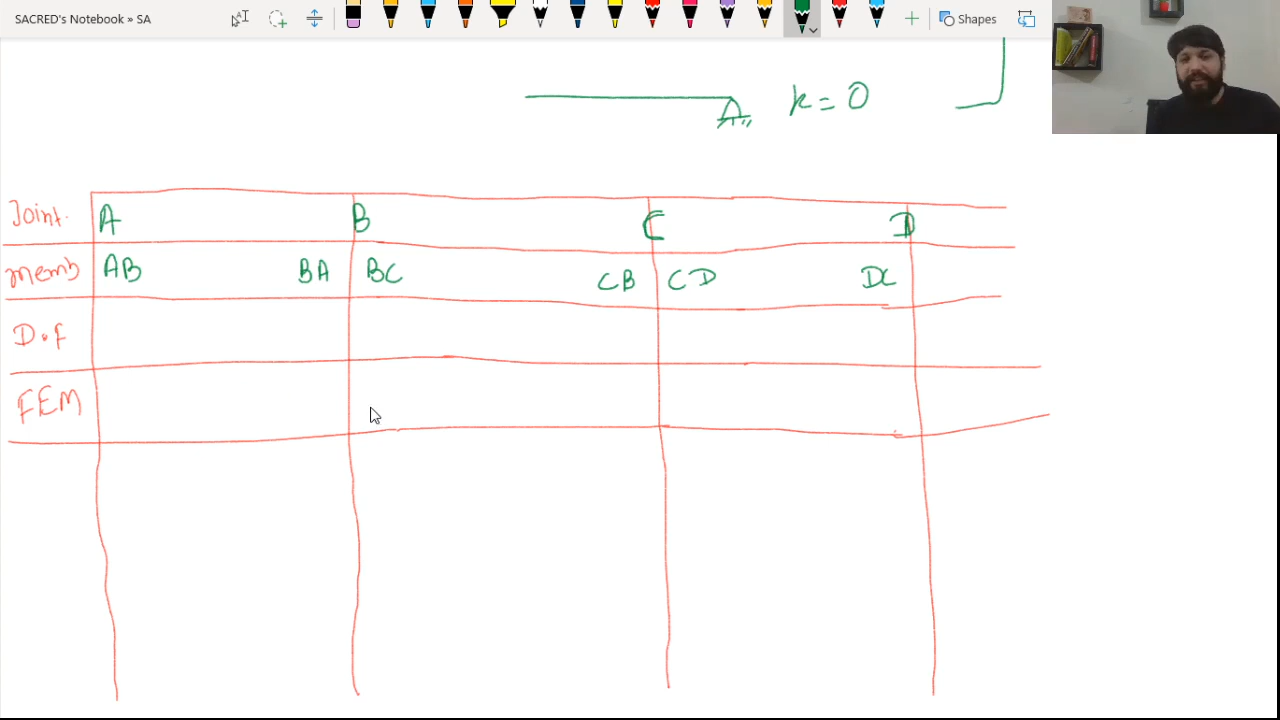 SACRED's Notebook » SA
Shapes
k = 0
Joint. A B C D
memb AB BA BC CB CD DC
D.f
FEM